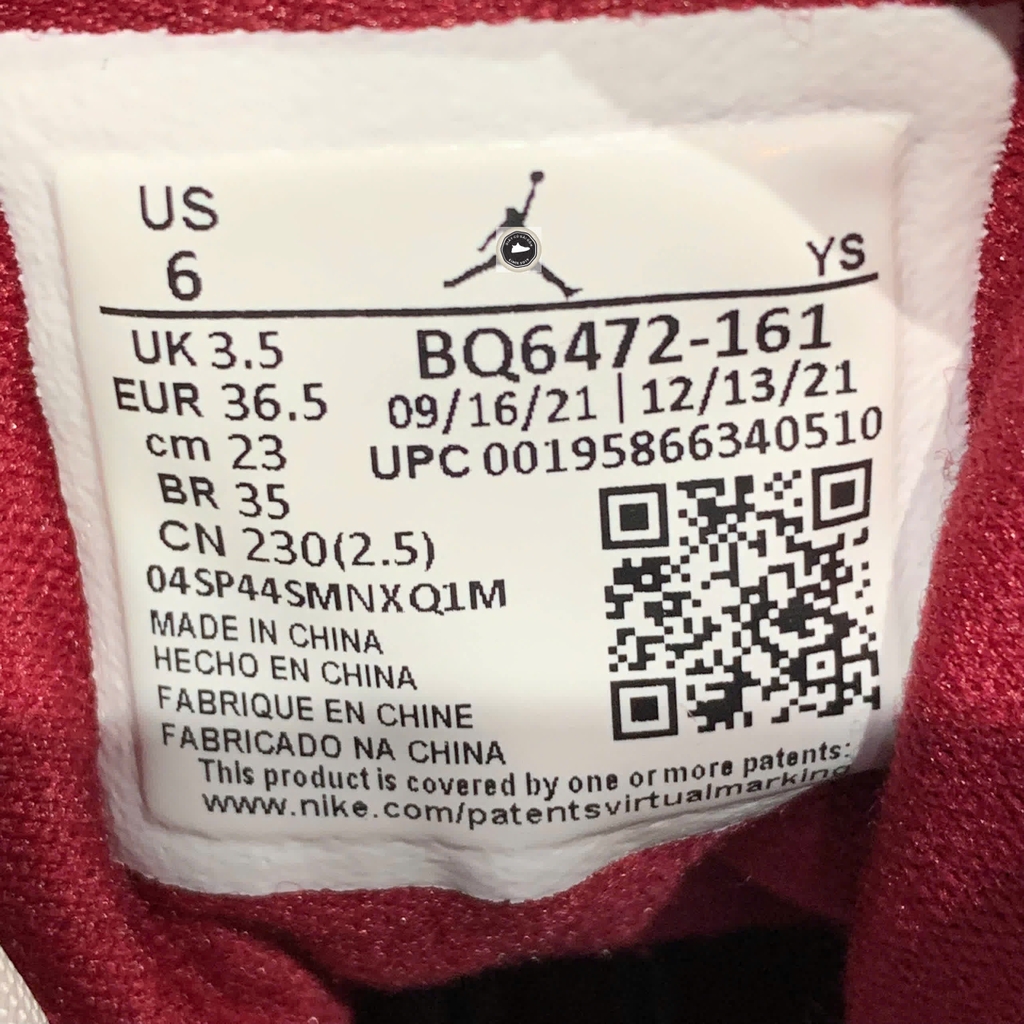 US
6
YS
UK 3.5
EUR 36.5
cm 23
BR 35
CN 230(2.5)
BQ6472-161
09/16/21 | 12/13/21
UPC 00195866340510
04SP44SMNXQ1M
MADE IN CHINA
HECHO EN CHINA
FABRIQUE EN CHINE
FABRICADO NA CHINA
This product is covered by one or more patents:
www.nike.com/patentsvirtualmarking